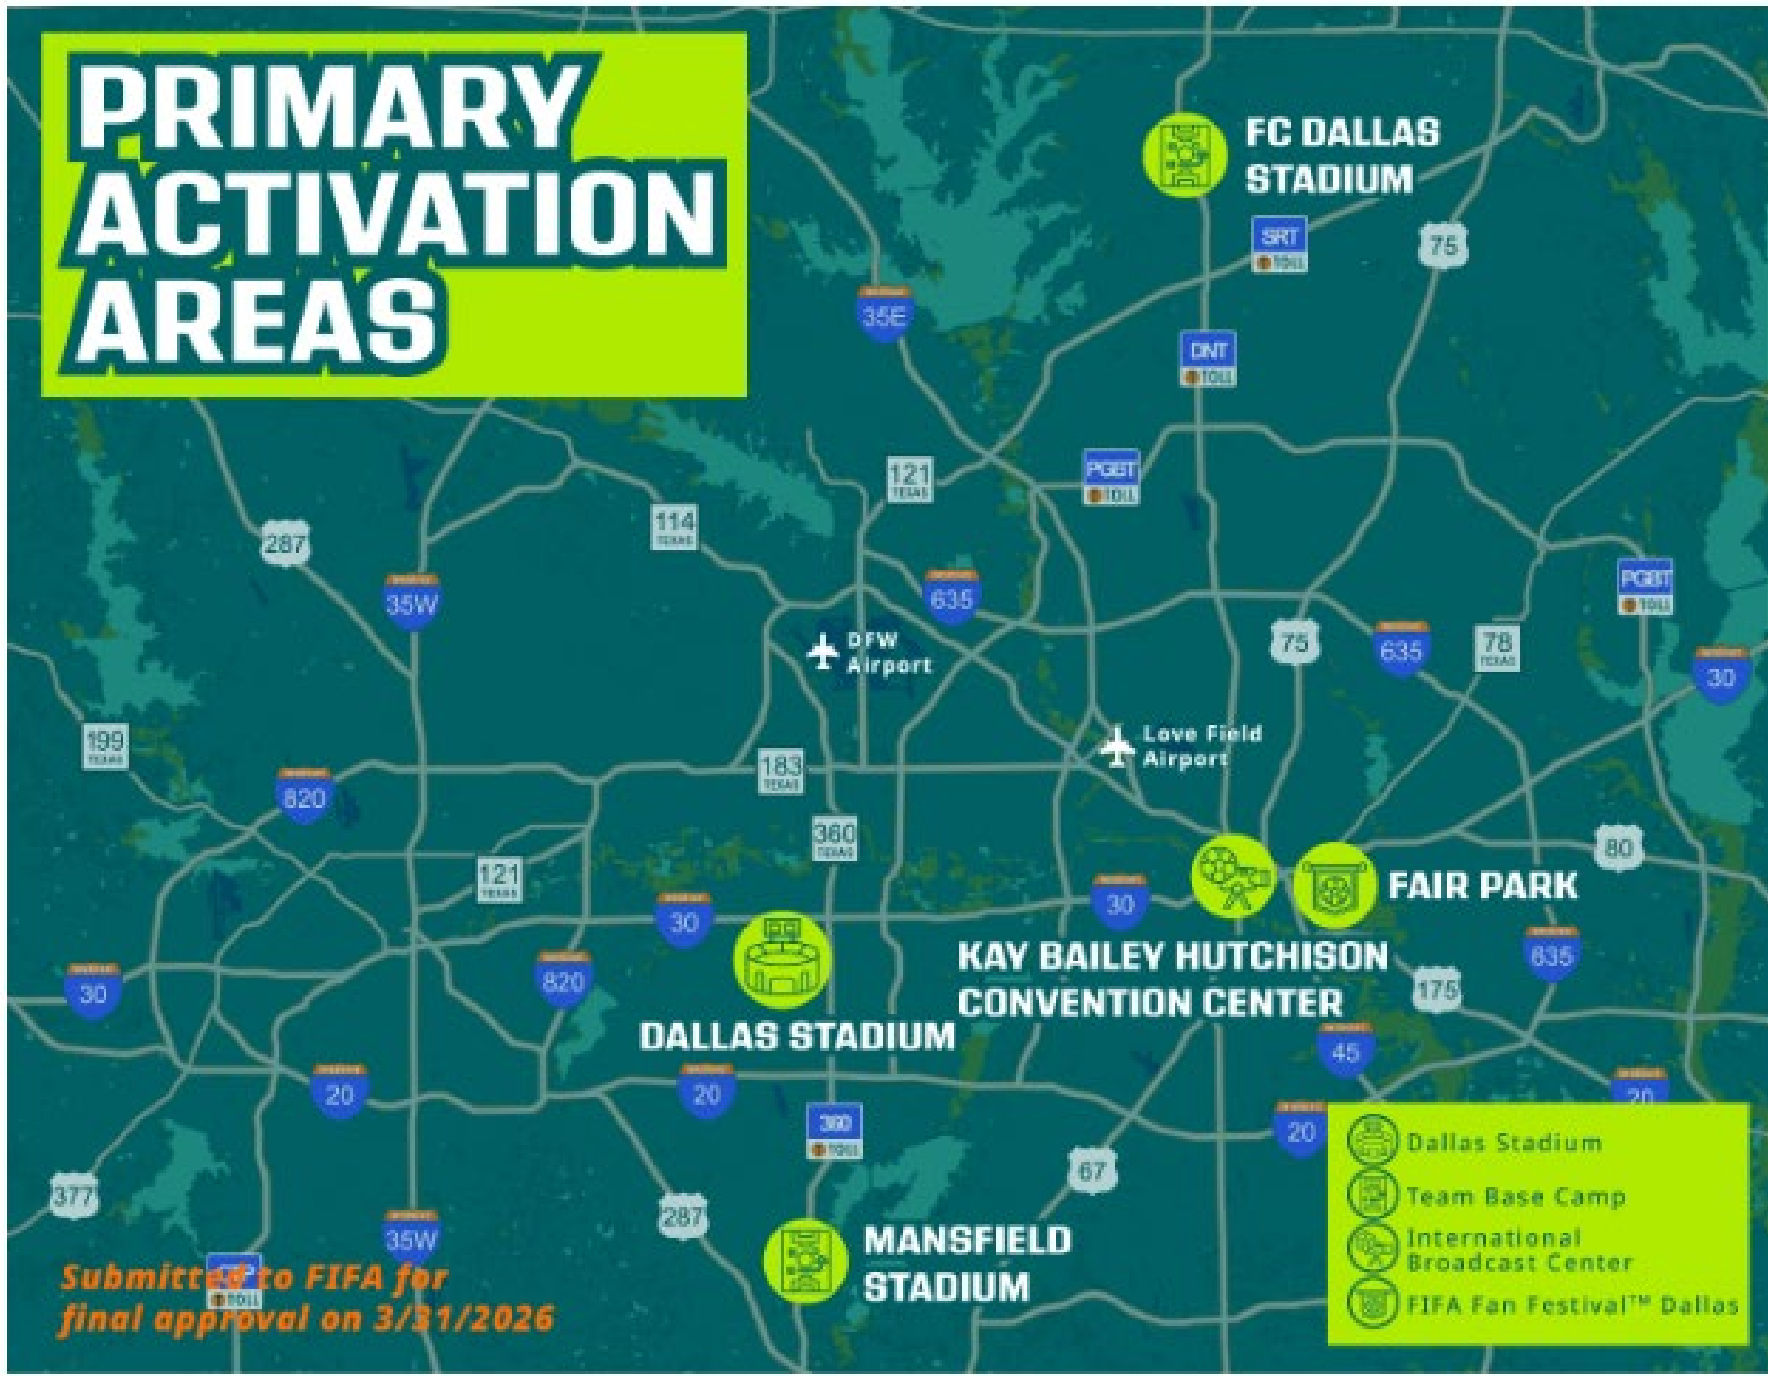 PRIMARY
ACTIVATION
AREAS
FC DALLAS
STADIUM
SRT
TOLL
75
35E
DNT
TOLL
121
TEXAS
PGBT
TOLL
114
TEXAS
287
35W
635
PGBT
TOLL
DFW
Airport
75
635
78
TEXAS
30
199
TEXAS
Love Field
Airport
183
TEXAS
820
360
TEXAS
80
121
TEXAS
30
30
FAIR PARK
KAY BAILEY HUTCHISON
CONVENTION CENTER
635
30
820
175
DALLAS STADIUM
45
20
20
20
20
360
TOLL
67
377
287
35W
MANSFIELD
STADIUM
TOLL
Submitted to FIFA for
final approval on 3/31/2026
Dallas Stadium
Team Base Camp
International
Broadcast Center
FIFA Fan Festival™ Dallas